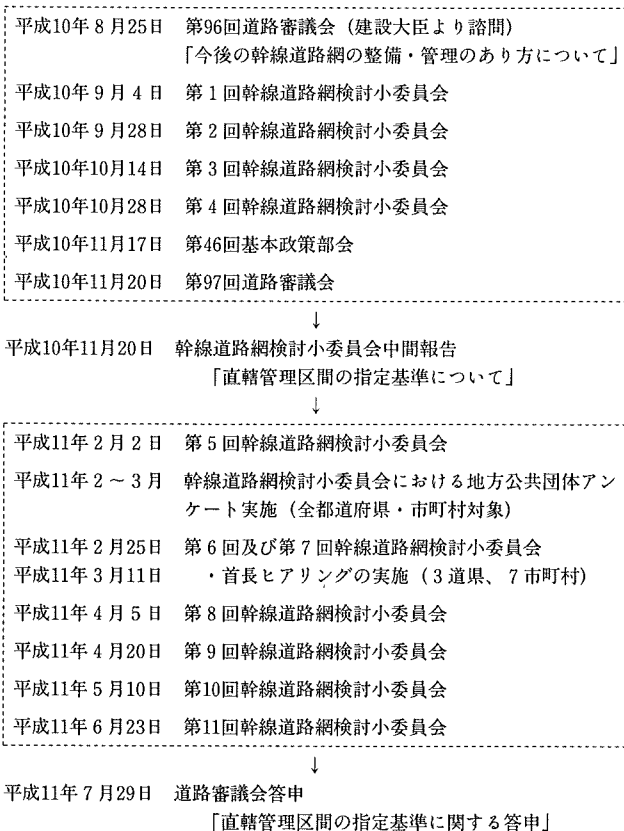 平成10年8月25日 第96回道路審議会（建設大臣より諮問）
「今後の幹線道路網の整備・管理のあり方について」
平成10年9月4日 第1回幹線道路網検討小委員会
平成10年9月28日 第2回幹線道路網検討小委員会
平成10年10月14日 第3回幹線道路網検討小委員会
平成10年10月28日 第4回幹線道路網検討小委員会
平成10年11月17日 第46回基本政策部会
平成10年11月20日 第97回道路審議会
↓
平成10年11月20日 幹線道路網検討小委員会中間報告
「直轄管理区間の指定基準について」
↓
平成11年2月2日 第5回幹線道路網検討小委員会
平成11年2～3月 幹線道路網検討小委員会における地方公共団体アン
ケート実施（全都道府県・市町村対象）
平成11年2月25日 第6回及び第7回幹線道路網検討小委員会
平成11年3月11日 ・首長ヒアリングの実施（3道県、7市町村）
平成11年4月5日 第8回幹線道路網検討小委員会
平成11年4月20日 第9回幹線道路網検討小委員会
平成11年5月10日 第10回幹線道路網検討小委員会
平成11年6月23日 第11回幹線道路網検討小委員会
↓
平成11年7月29日 道路審議会答申
「直轄管理区間の指定基準に関する答申」